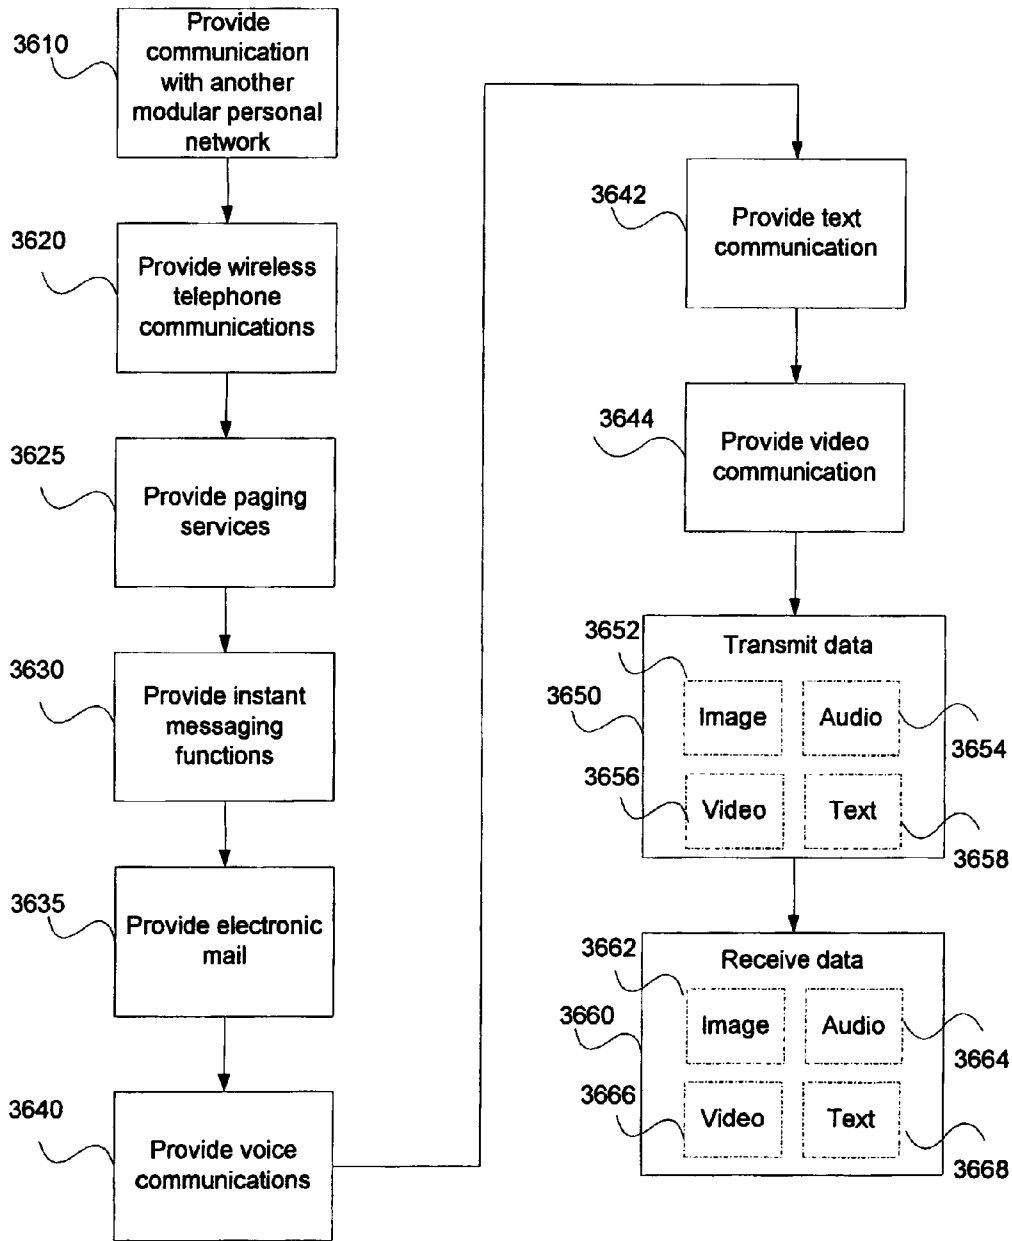 3610
Provide
communication
with another
modular personal
network
3620
Provide wireless
telephone
communications
3625
Provide paging
services
3630
Provide instant
messaging
functions
3635
Provide electronic
mail
3640
Provide voice
communications
3642
Provide text
communication
3644
Provide video
communication
3650
Transmit data
3652
Image
Audio
3654
3656
Video
Text
3658
3660
Receive data
3662
Image
Audio
3664
3666
Video
Text
3668